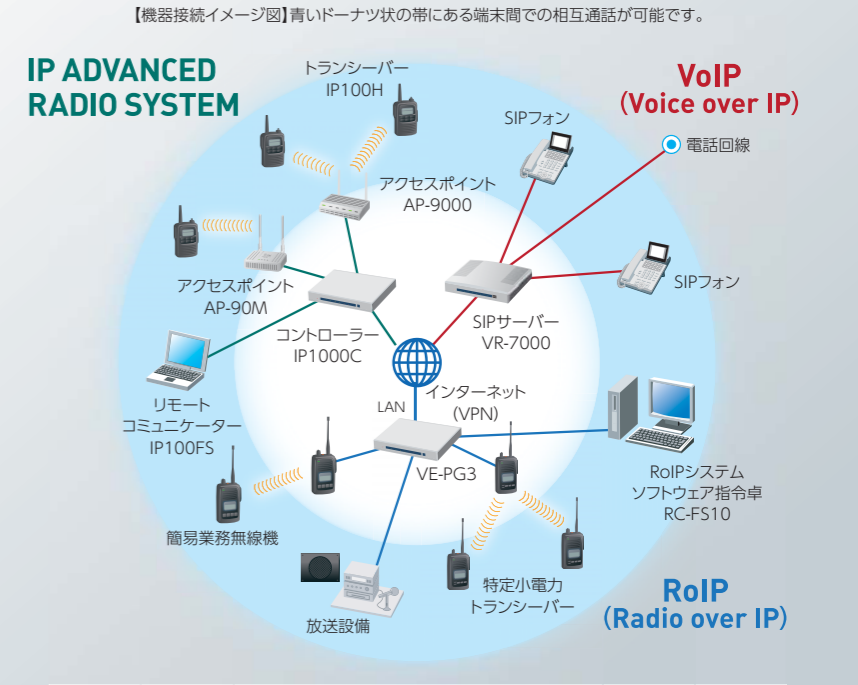 【機器接続イメージ図】青いドーナツ状の帯にある端末間での相互通話が可能です。
IP ADVANCED
RADIO SYSTEM
トランシーバー
IP100H
VoIP
(Voice over IP)
SIPフォン
電話回線
アクセスポイント
AP-9000
アクセスポイント
AP-90M
SIPフォン
コントローラー
IP1000C
SIPサーバー
VR-7000
リモート
コミュニケーター
IP100FS
LAN
インターネット
(VPN)
VE-PG3
RoIPシステム
ソフトウェア指令卓
RC-FS10
簡易業務無線機
特定小電力
トランシーバー
放送設備
RoIP
(Radio over IP)